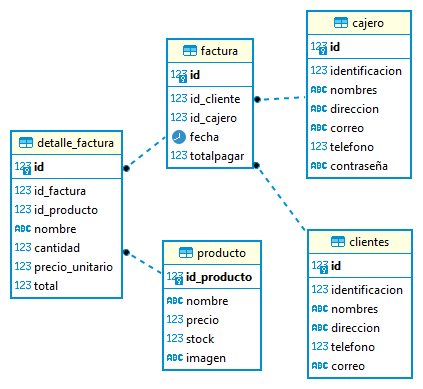 factura
123 id
123 id_cliente
123 id_cajero
fecha
123 totalpagar
cajero
123 id
123 identificacion
ABC nombres
ABC direccion
ABC correo
123 telefono
ABC contraseña
detalle_factura
123 id
123 id_factura
123 id_producto
ABC nombre
123 cantidad
123 precio_unitario
123 total
producto
123 id_producto
ABC nombre
123 precio
123 stock
ABC imagen
clientes
123 id
123 identificacion
ABC nombres
ABC direccion
123 telefono
ABC correo